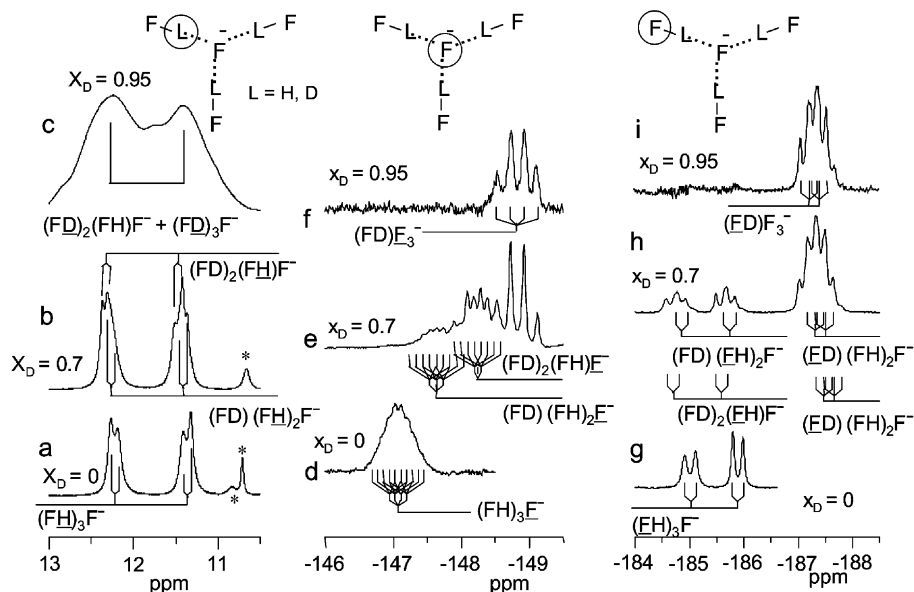 F L F⁻ L F
L
F
F L F⁻ L F
L
F
F L F⁻ L F
L
F
L = H, D
c
X_D = 0.95
(FD)₂(FH)F⁻ + (FD)₃F⁻
(FD)₂(FH)F⁻
b
X_D = 0.7
*
(FD) (FH)₂F⁻
a
X_D = 0
* *
(FH)₃F⁻
13 12 11
ppm
x_D = 0.95
f
(FD)F₃⁻
x_D = 0.7
e
(FD)₂(FH)F⁻
(FD) (FH)₂F⁻
x_D = 0
d
(FH)₃F⁻
-146 -147 -148 -149
ppm
i
x_D = 0.95
(FD)F₃⁻
h
x_D = 0.7
(FD) (FH)₂F⁻ (FD) (FH)₂F⁻
(FD)₂(FH)F⁻ (FD) (FH)₂F⁻
g
x_D = 0
(FH)₃F⁻
-184 -185 -186 -187 -188
ppm